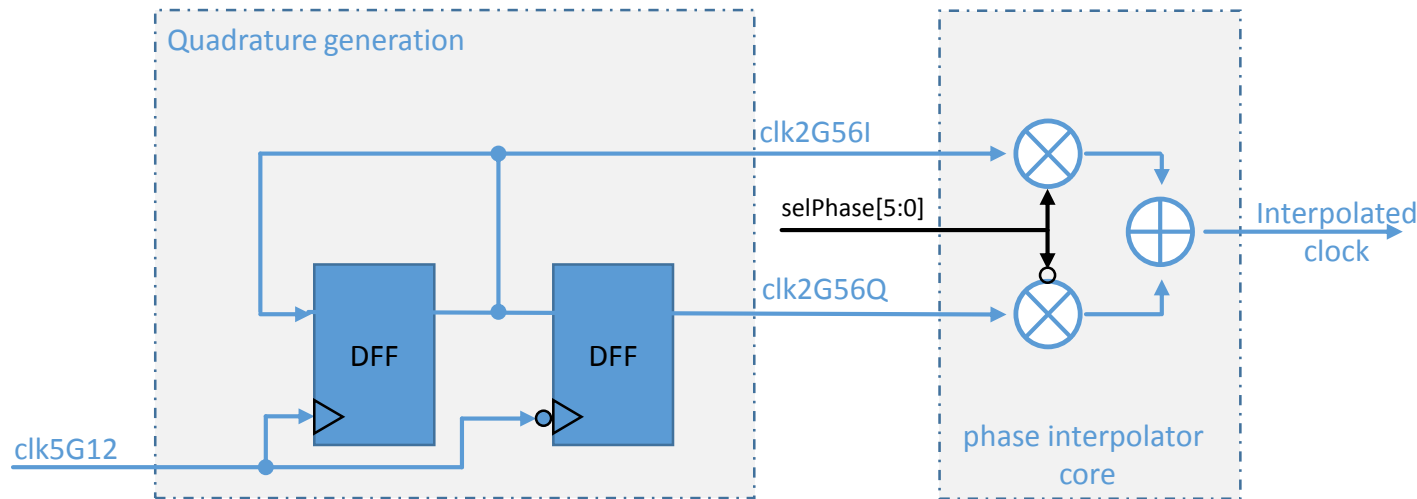 Quadrature generation
clk2G56I
selPhase[5:0]
Interpolated
clock
clk2G56Q
DFF
DFF
clk5G12
phase interpolator
core